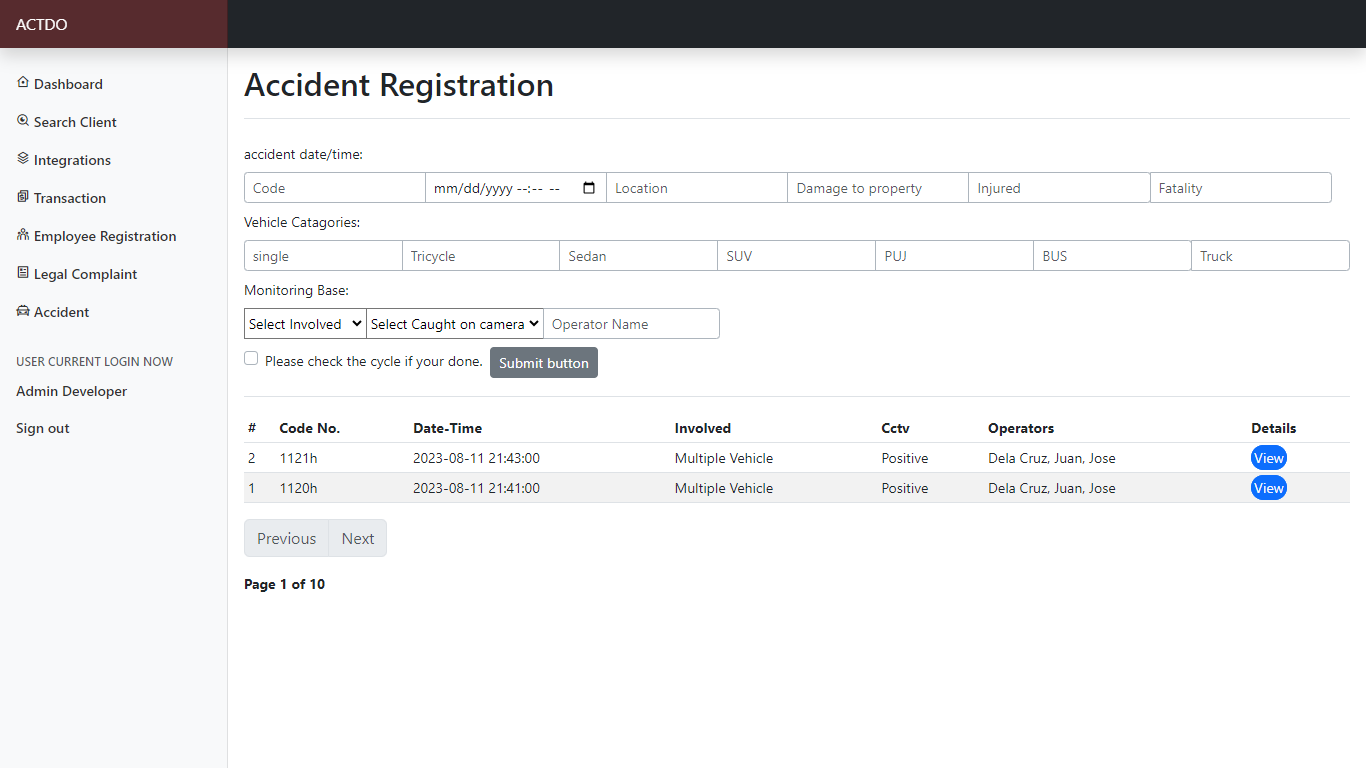 ACTDO
Dashboard
Search Client
Integrations
Transaction
Employee Registration
Legal Complaint
Accident
USER CURRENT LOGIN NOW
Admin Developer
Sign out
Accident Registration
accident date/time:
Code mm/dd/yyyy --:-- -- Location Damage to property Injured Fatality
Vehicle Catagories:
single Tricycle Sedan SUV PUJ BUS Truck
Monitoring Base:
Select Involved Select Caught on camera Operator Name
Please check the cycle if your done. Submit button
# Code No. Date-Time Involved Cctv Operators Details
2 1121h 2023-08-11 21:43:00 Multiple Vehicle Positive Dela Cruz, Juan, Jose View
1 1120h 2023-08-11 21:41:00 Multiple Vehicle Positive Dela Cruz, Juan, Jose View
Previous Next
Page 1 of 10